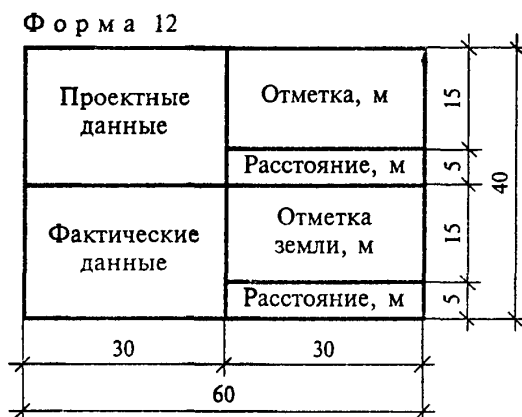 Форма 12
Проектные
данные
Отметка, м
Расстояние, м
Фактические
данные
Отметка
земли, м
Расстояние, м
15
5
15
5
40
30
30
60